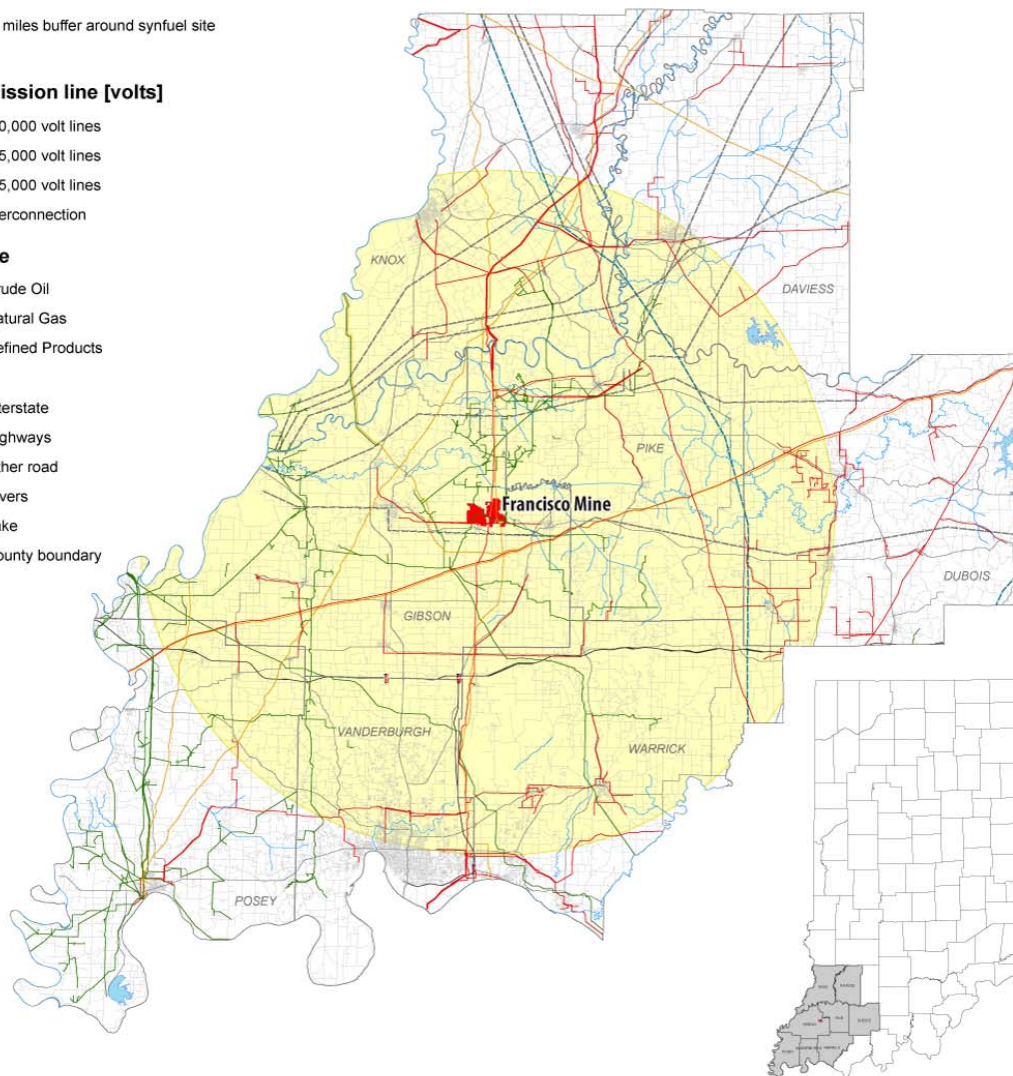 miles buffer around synfuel site
ission line [volts]
0,000 volt lines
5,000 volt lines
5,000 volt lines
erconnection
e
rude Oil
atural Gas
efined Products
terstate
ghways
ther road
vers
ake
ounty boundary
KNOX
DAVIESS
PIKE
Francisco Mine
DUBOIS
GIBSON
VANDERBURGH
WARRICK
POSEY